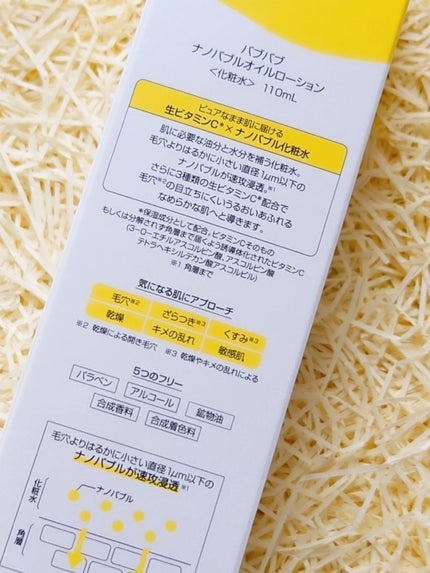 バブバブ
ナノバブルオイルローション
<化粧水> 110mL
ピュアなまま肌に届ける
生ビタミンC*×ナノバブル化粧水
肌に必要な油分と水分を補う化粧水。
毛穴よりはるかに小さい直径1μm以下の
ナノバブルが速攻浸透。※1
さらに3種類の生ビタミンC*配合で
毛穴※2の目立ちにくいうるおいあふれる
なめらかな肌へと導きます。
*保湿成分として配合、ビタミンCそのもの
もしくは分解されず角層まで届くよう誘導体化されたビタミンC
(3-O-エチルアスコルビン酸、アスコルビン酸
テトラヘキシルデカン酸アスコルビル)
※1 角層まで
気になる肌にアプローチ
毛穴※2 ざらつき※3 くすみ※3
乾燥 キメの乱れ 敏感肌
※2 乾燥による開き毛穴 ※3 乾燥やキメの乱れによる
5つのフリー
パラベン アルコール 鉱物油
合成香料 合成着色料
毛穴よりはるかに小さい直径1μm以下の
ナノバブルが速攻浸透※1
ナノバブル
化粧水
角層